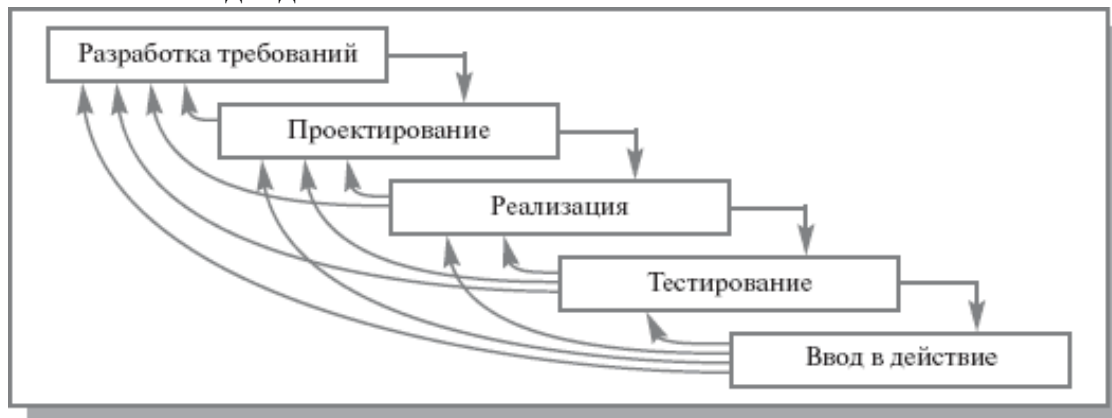 Разработка требований
Проектирование
Реализация
Тестирование
Ввод в действие